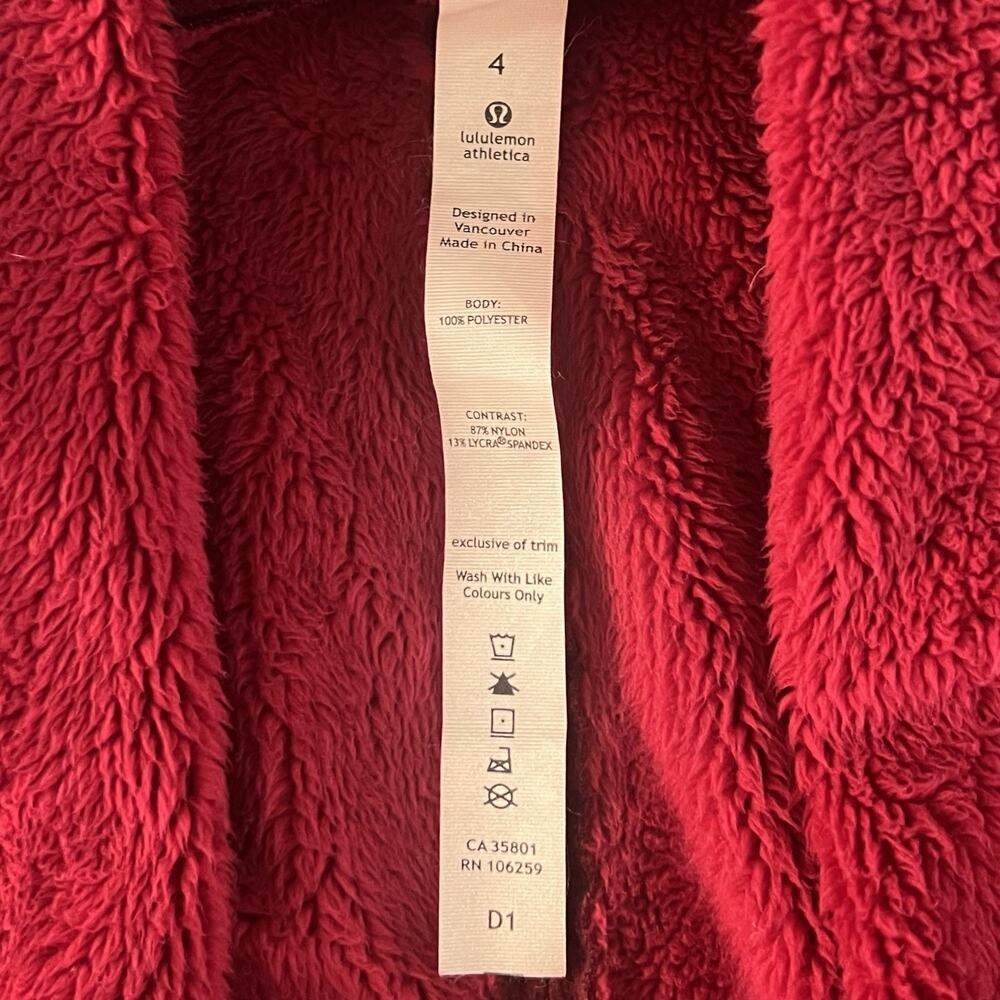 4
lululemon
athletica
Designed in
Vancouver
Made in China
BODY:
100% POLYESTER
CONTRAST:
87% NYLON
13% LYCRA® SPANDEX
exclusive of trim
Wash With Like
Colours Only
CA 35801
RN 106259
D1